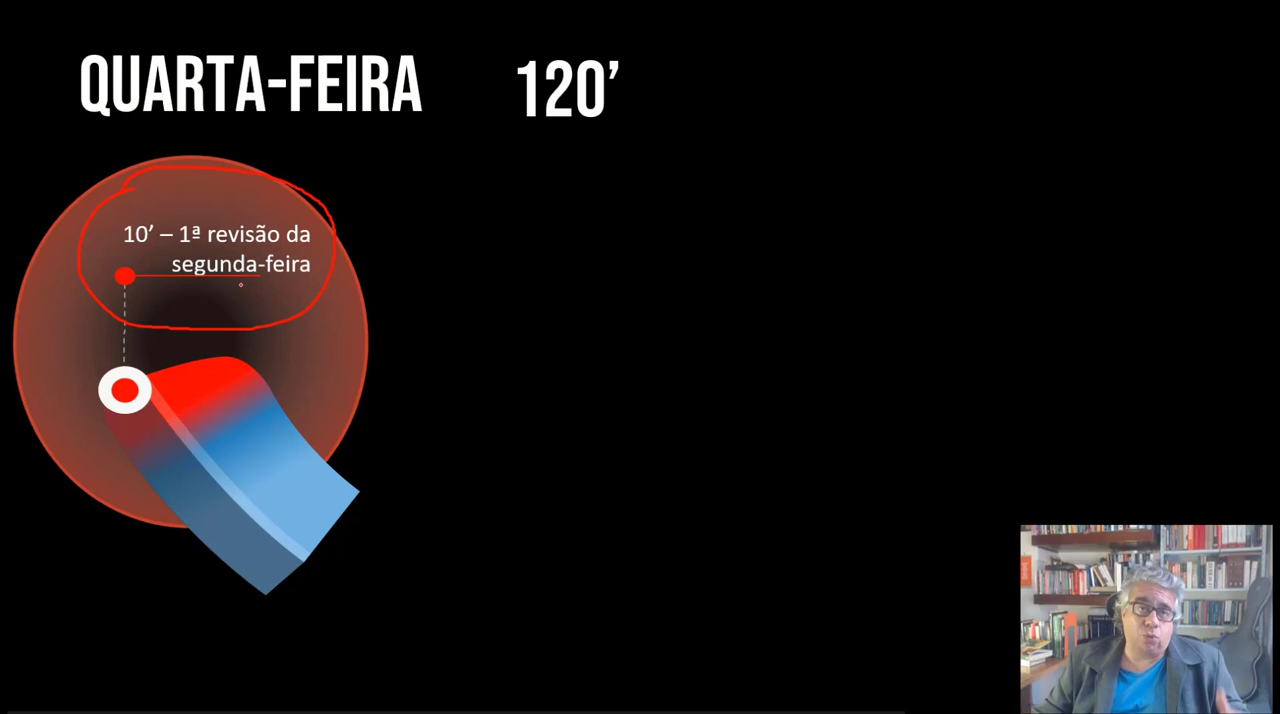 QUARTA-FEIRA 120’
10’ – 1ª revisão da
segunda-feira